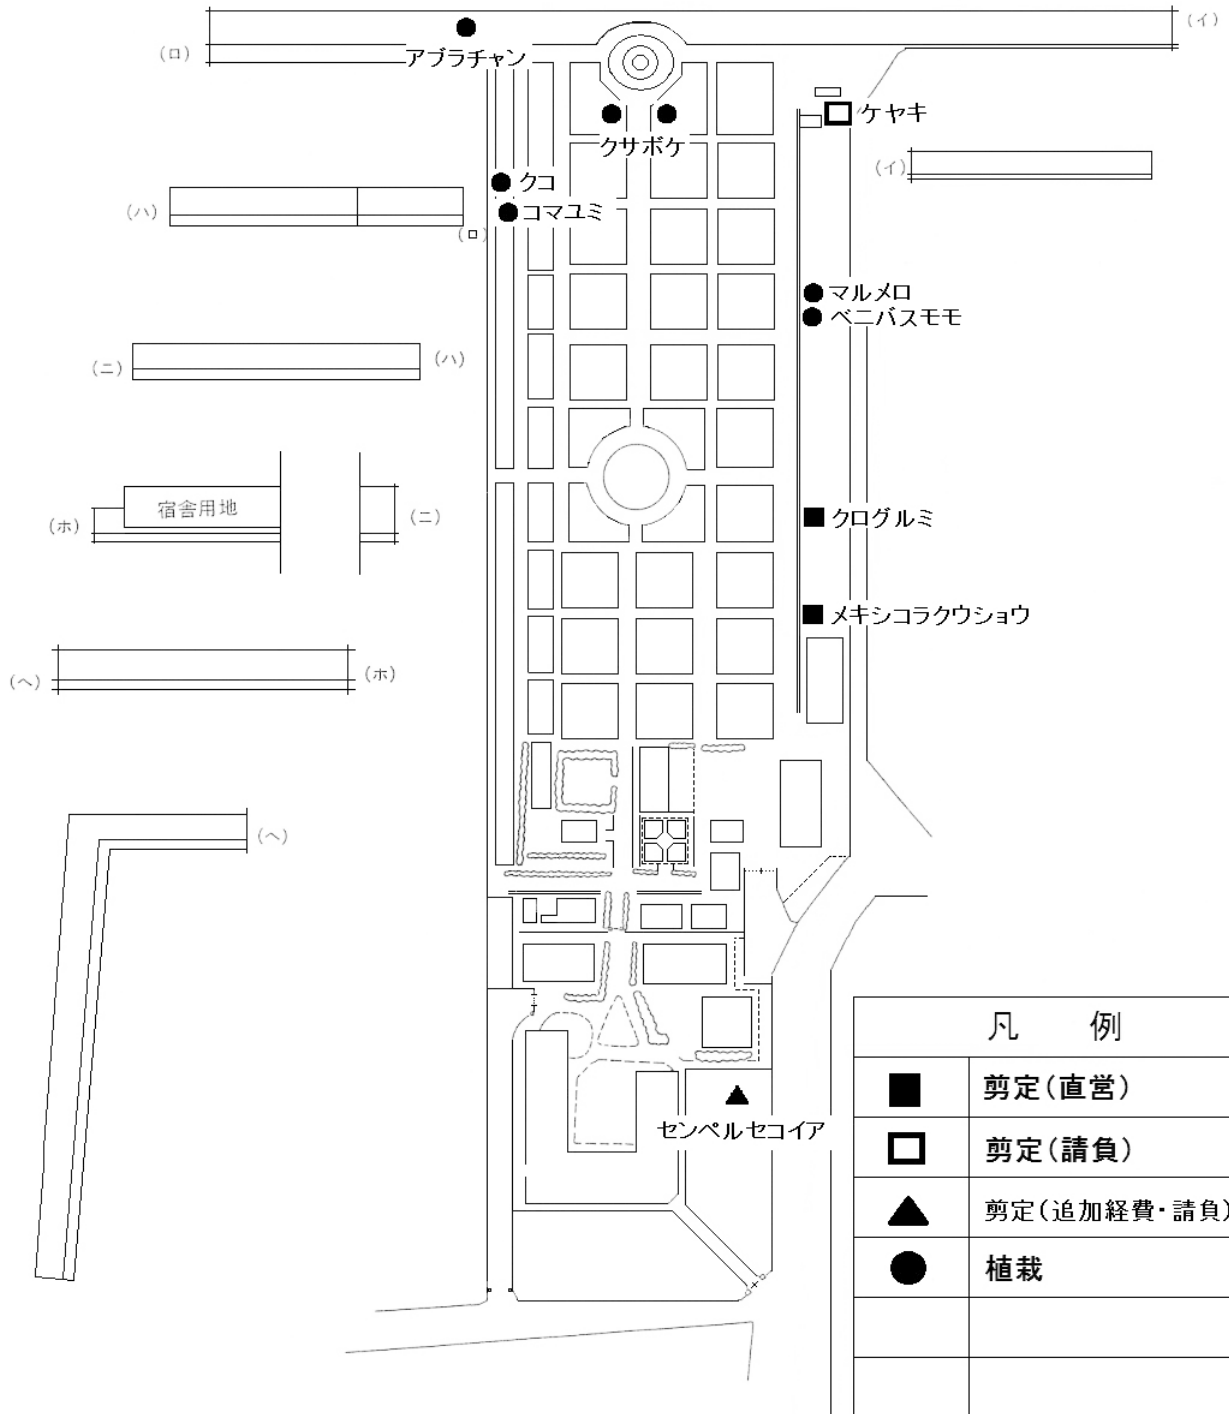 (イ)
(ロ)
アブラチャン
ケヤキ
クサボケ
(イ)
クコ
(ハ)
コマユミ
(ロ)
マルメロ
ベニバスモモ
(ハ)
(ニ)
宿舎用地
(ホ)
(ニ)
クログルミ
メキシコラクウショウ
(ホ)
(ヘ)
(ヘ)
凡 例
剪定(直営)
センペルセコイア
剪定(請負)
剪定(追加経費・請負)
植栽